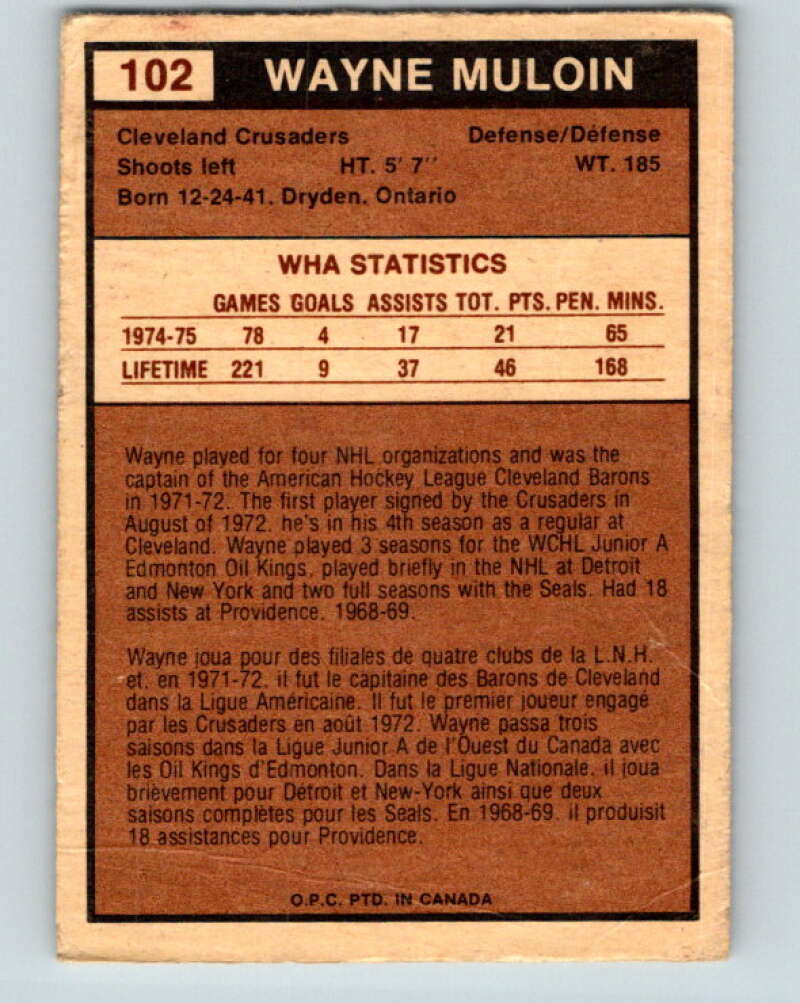 102 WAYNE MULOIN
Cleveland Crusaders Defense/Défense
Shoots left HT. 5' 7'' WT. 185
Born 12-24-41. Dryden, Ontario
WHA STATISTICS
GAMES GOALS ASSISTS TOT. PTS. PEN. MINS.
1974-75 78 4 17 21 65
LIFETIME 221 9 37 46 168
Wayne played for four NHL organizations and was the
captain of the American Hockey League Cleveland Barons
in 1971-72. The first player signed by the Crusaders in
August of 1972, he's in his 4th season as a regular at
Cleveland. Wayne played 3 seasons for the WCHL Junior A
Edmonton Oil Kings, played briefly in the NHL at Detroit
and New York and two full seasons with the Seals. Had 18
assists at Providence, 1968-69.
Wayne joua pour des filiales de quatre clubs de la L.N.H.
et, en 1971-72, il fut le capitaine des Barons de Cleveland
dans la Ligue Américaine. Il fut le premier joueur engagé
par les Crusaders en août 1972. Wayne passa trois
saisons dans la Ligue Junior A de l'Ouest du Canada avec
les Oil Kings d'Edmonton. Dans la Ligue Nationale, il joua
brièvement pour Détroit et New-York ainsi que deux
saisons complètes pour les Seals. En 1968-69, il produisit
18 assistances pour Providence.
O.P.C. PTD. IN CANADA